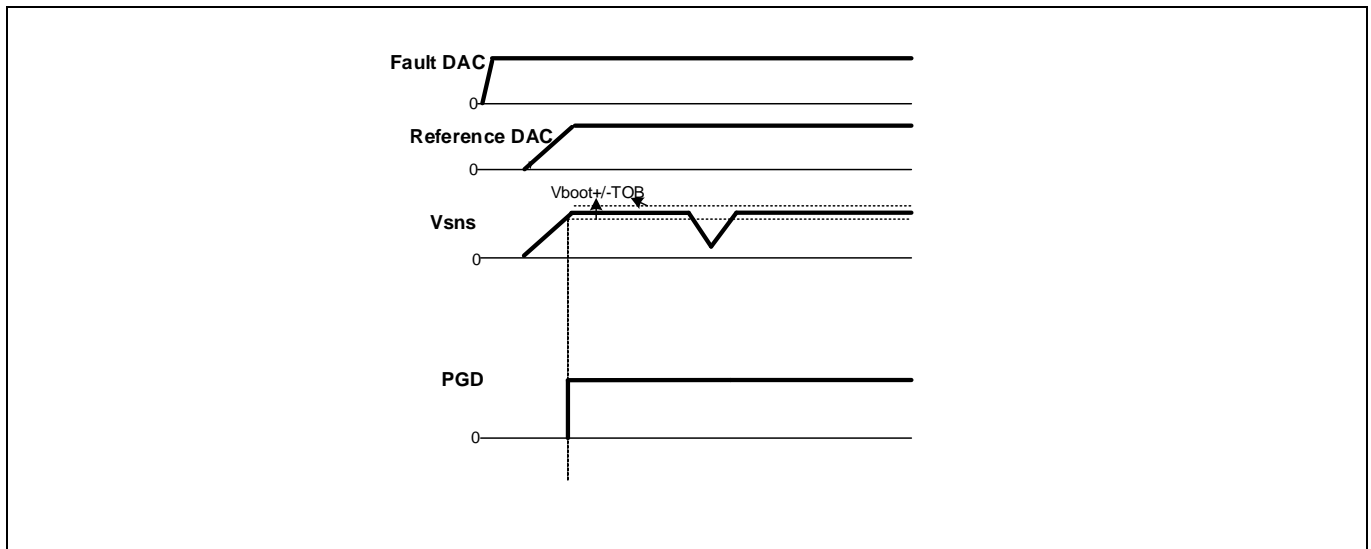 Fault DAC
0
Reference DAC
0
Vboot+/-TOB
Vsns
0
PGD
0